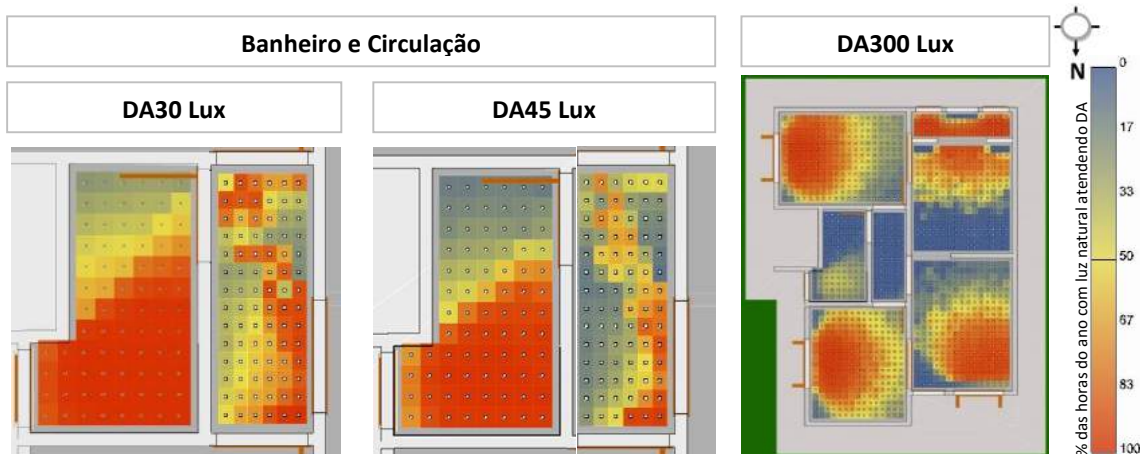 Banheiro e Circulação
DA300 Lux
DA30 Lux
DA45 Lux
N
% das horas do ano com luz natural atendendo DA
0
17
33
50
67
83
100